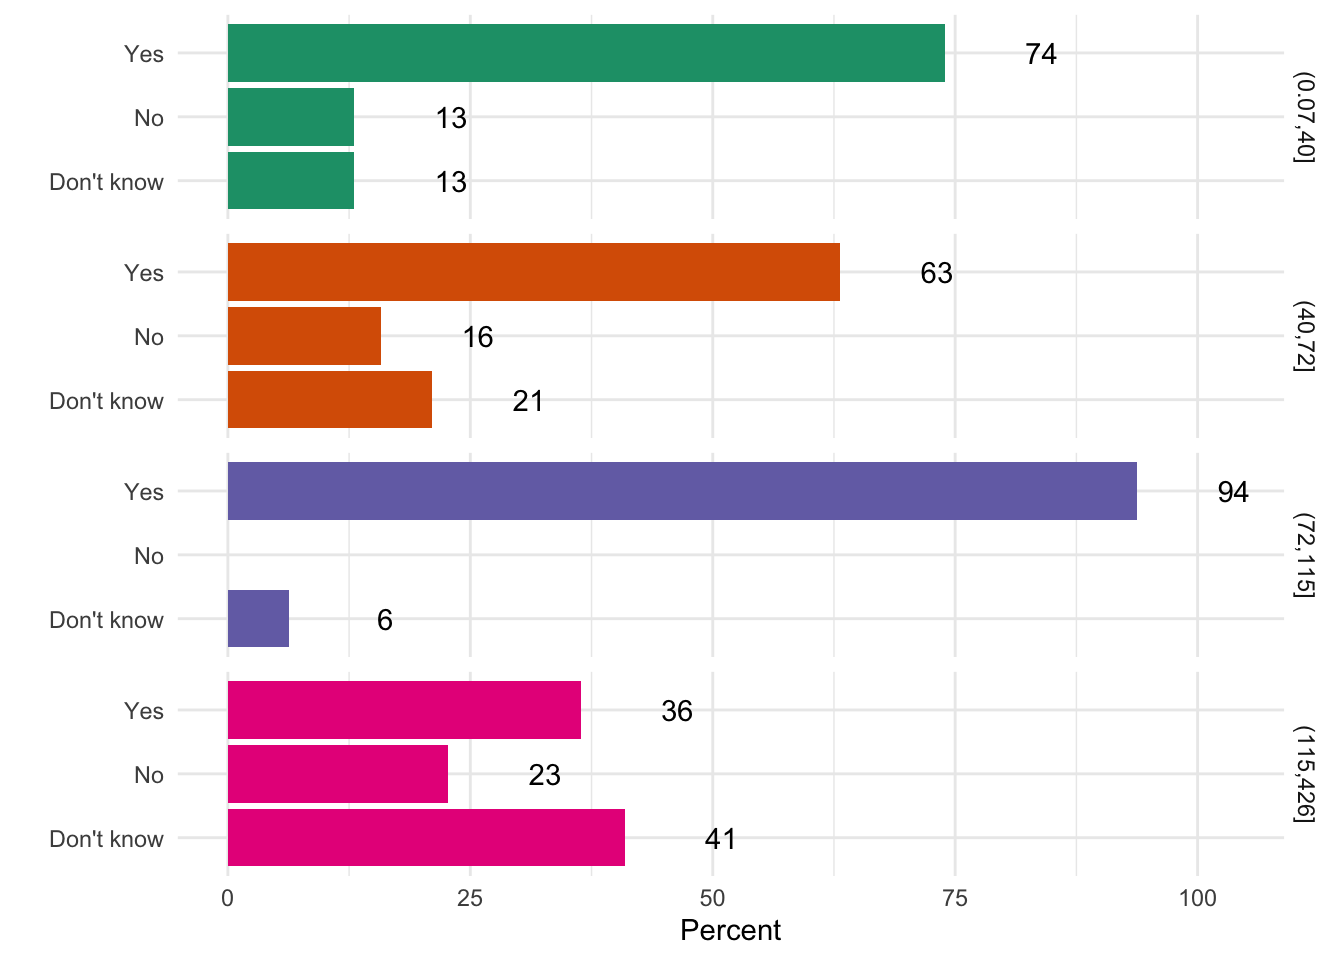 Yes 74
No 13
Don't know 13
(0.07,40]
Yes 63
No 16
Don't know 21
(40,72]
Yes 94
No
Don't know 6
(72,115]
Yes 36
No 23
Don't know 41
(115,426]
0 25 50 75 100
Percent